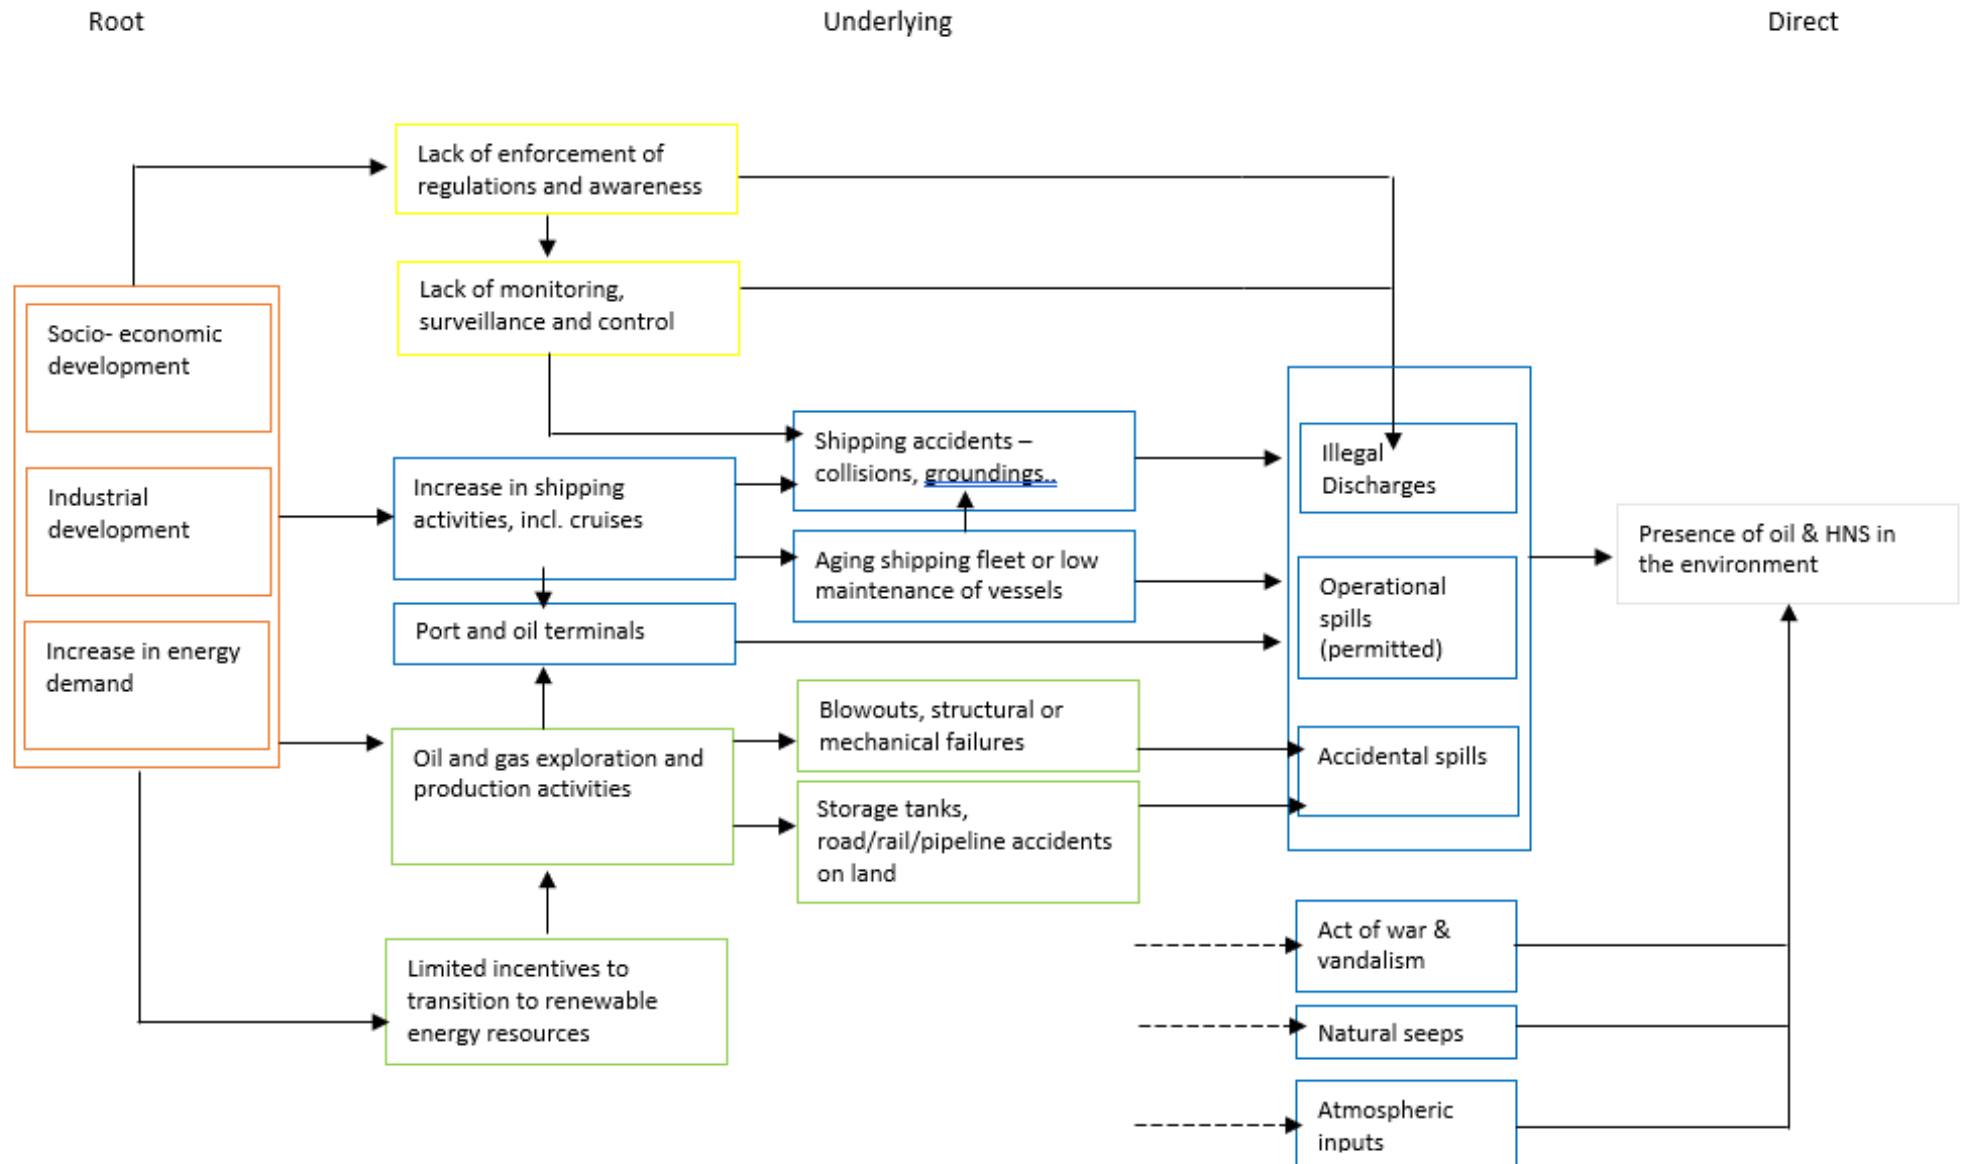 Root
Underlying
Direct
Lack of enforcement of
regulations and awareness
Lack of monitoring,
surveillance and control
Socio- economic
development
Industrial
development
Increase in energy
demand
Increase in shipping
activities, incl. cruises
Port and oil terminals
Oil and gas exploration and
production activities
Limited incentives to
transition to renewable
energy resources
Shipping accidents –
collisions, groundings..
Aging shipping fleet or low
maintenance of vessels
Blowouts, structural or
mechanical failures
Storage tanks,
road/rail/pipeline accidents
on land
Illegal
Discharges
Operational
spills
(permitted)
Accidental spills
Act of war &
vandalism
Natural seeps
Atmospheric
inputs
Presence of oil & HNS in
the environment